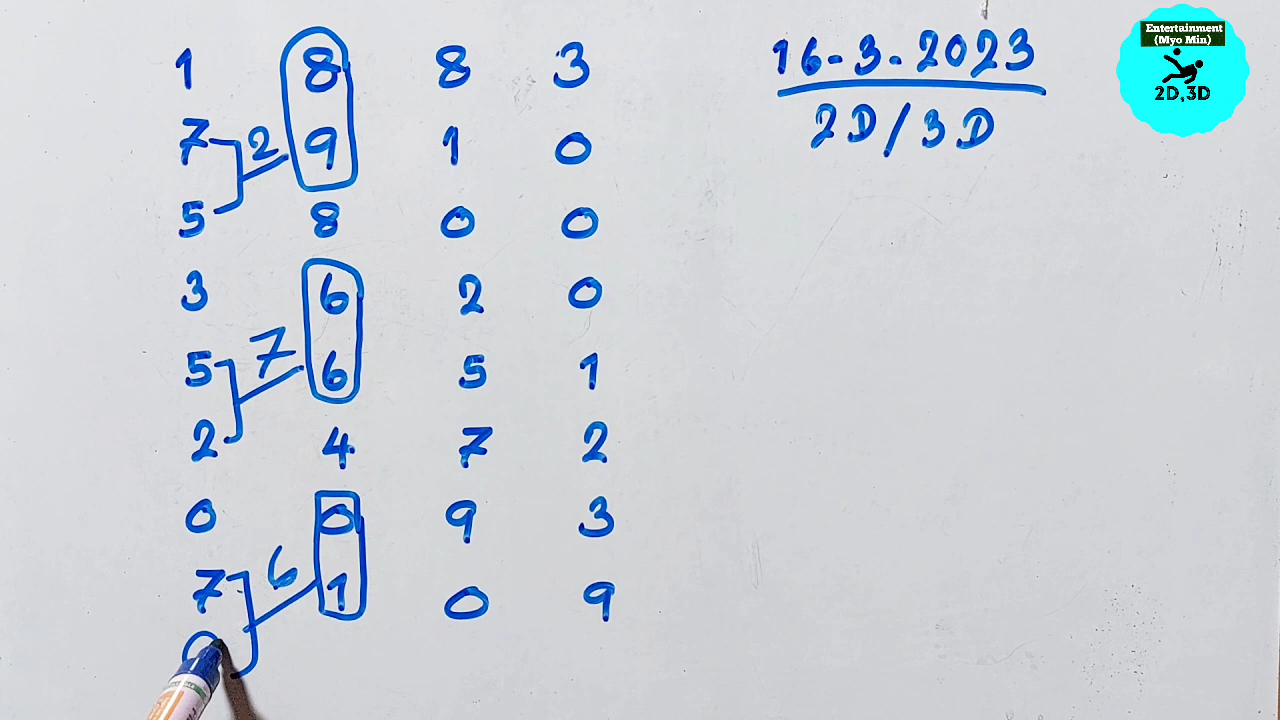 1 8 8 3
16-3-2023
Entertainment
(Myo Min)
2D,3D
2D/3D
7 2 9 1 0
5 8 0 0
3 6 2 0
7
5 6 5 1
2 4 7 2
0 0 9 3
6
7 1 0 9